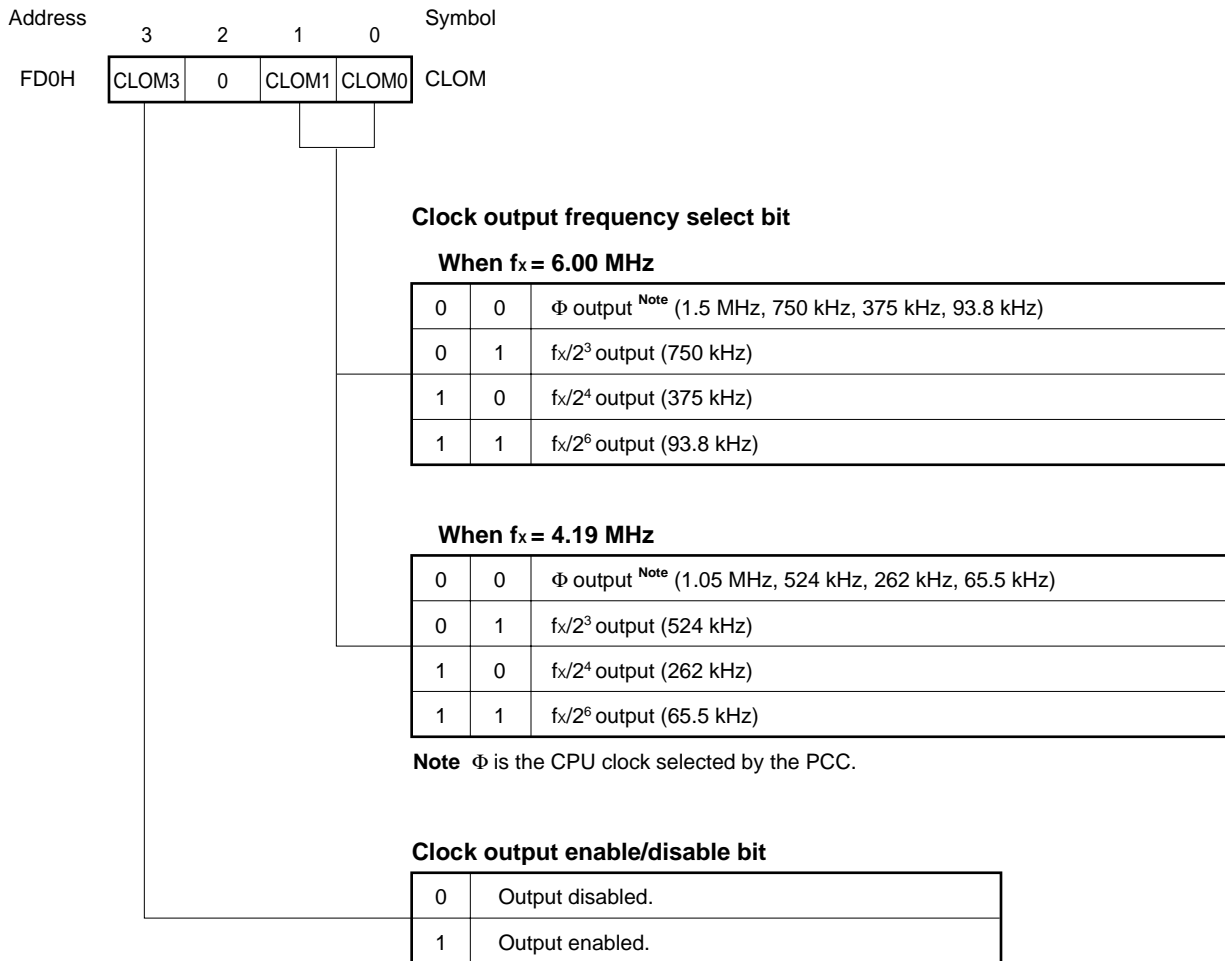 Address 3 2 1 0 Symbol
FD0H CLOM3 0 CLOM1 CLOM0 CLOM
Clock output frequency select bit
When fX = 6.00 MHz
0 0 Φ output Note (1.5 MHz, 750 kHz, 375 kHz, 93.8 kHz)
0 1 fX/2³ output (750 kHz)
1 0 fX/2⁴ output (375 kHz)
1 1 fX/2⁶ output (93.8 kHz)
When fX = 4.19 MHz
0 0 Φ output Note (1.05 MHz, 524 kHz, 262 kHz, 65.5 kHz)
0 1 fX/2³ output (524 kHz)
1 0 fX/2⁴ output (262 kHz)
1 1 fX/2⁶ output (65.5 kHz)
Note Φ is the CPU clock selected by the PCC.
Clock output enable/disable bit
0 Output disabled.
1 Output enabled.